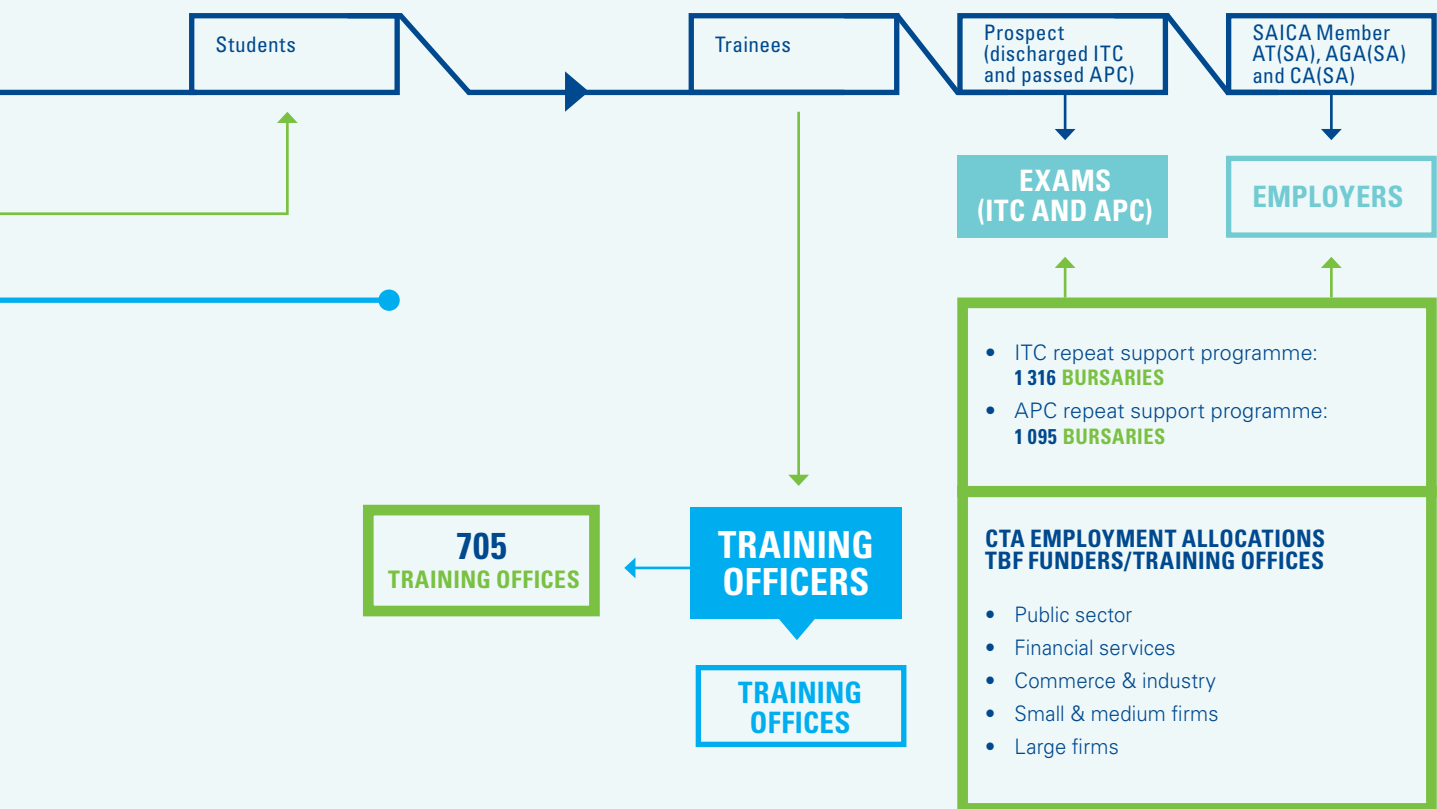 Students
Trainees
Prospect
(discharged ITC
and passed APC)
SAICA Member
AT(SA), AGA(SA)
and CA(SA)
EXAMS
(ITC AND APC)
EMPLOYERS
• ITC repeat support programme:
1 316 BURSARIES
• APC repeat support programme:
1 095 BURSARIES
705
TRAINING OFFICES
TRAINING
OFFICERS
TRAINING
OFFICES
CTA EMPLOYMENT ALLOCATIONS
TBF FUNDERS/TRAINING OFFICES
• Public sector
• Financial services
• Commerce & industry
• Small & medium firms
• Large firms